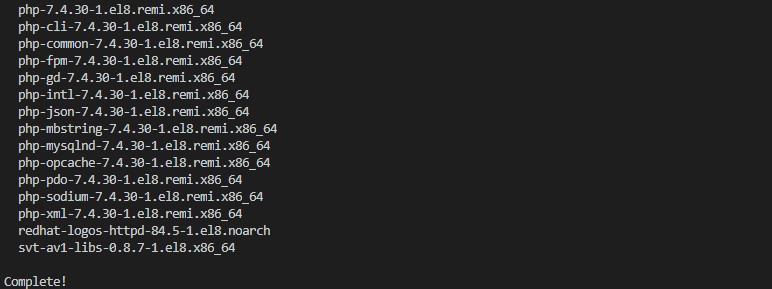 php-7.4.30-1.el8.remi.x86_64
php-cli-7.4.30-1.el8.remi.x86_64
php-common-7.4.30-1.el8.remi.x86_64
php-fpm-7.4.30-1.el8.remi.x86_64
php-gd-7.4.30-1.el8.remi.x86_64
php-intl-7.4.30-1.el8.remi.x86_64
php-json-7.4.30-1.el8.remi.x86_64
php-mbstring-7.4.30-1.el8.remi.x86_64
php-mysqlnd-7.4.30-1.el8.remi.x86_64
php-opcache-7.4.30-1.el8.remi.x86_64
php-pdo-7.4.30-1.el8.remi.x86_64
php-sodium-7.4.30-1.el8.remi.x86_64
php-xml-7.4.30-1.el8.remi.x86_64
redhat-logos-httpd-84.5-1.el8.noarch
svt-av1-libs-0.8.7-1.el8.x86_64
Complete!